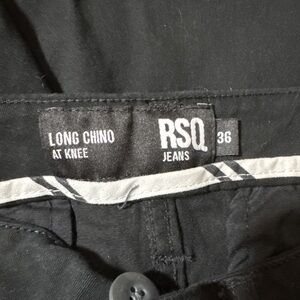 LONG CHINO
AT KNEE
RSQ
JEANS
36